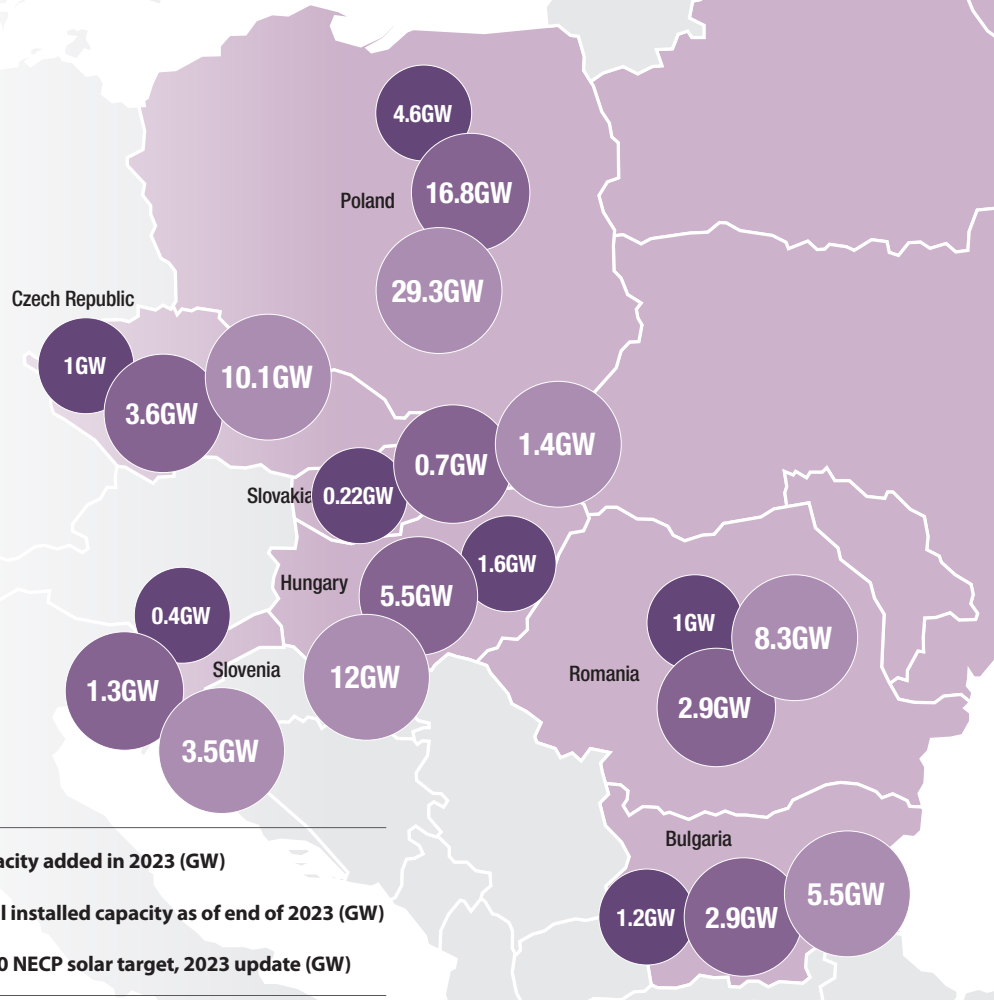 4.6GW
16.8GW
Poland
29.3GW
Czech Republic
1GW
3.6GW
10.1GW
Slovakia
0.22GW
0.7GW
1.4GW
Hungary
5.5GW
1.6GW
12GW
0.4GW
1.3GW
Slovenia
3.5GW
Romania
1GW
8.3GW
2.9GW
Bulgaria
1.2GW
2.9GW
5.5GW
acity added in 2023 (GW)
l installed capacity as of end of 2023 (GW)
0 NECP solar target, 2023 update (GW)